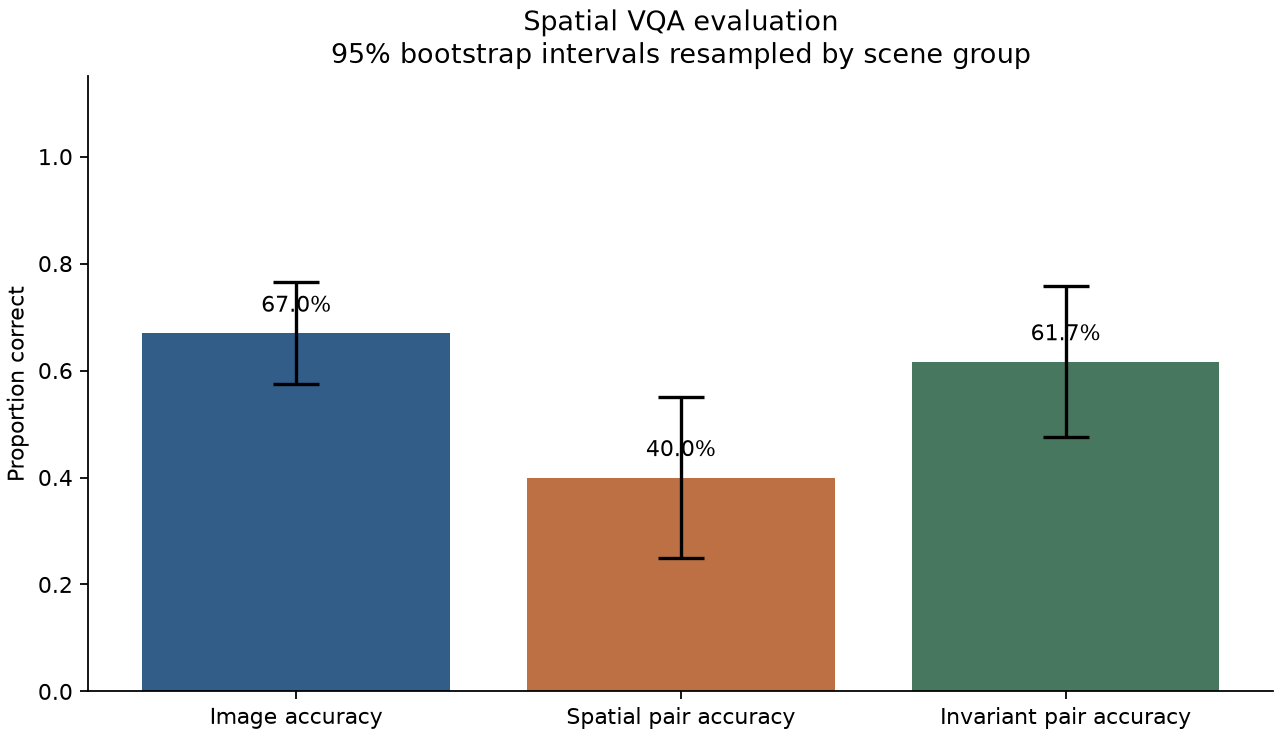 Spatial VQA evaluation
95% bootstrap intervals resampled by scene group
Proportion correct
1.0
0.8
0.6
0.4
0.2
0.0
67.0%
40.0%
61.7%
Image accuracy
Spatial pair accuracy
Invariant pair accuracy